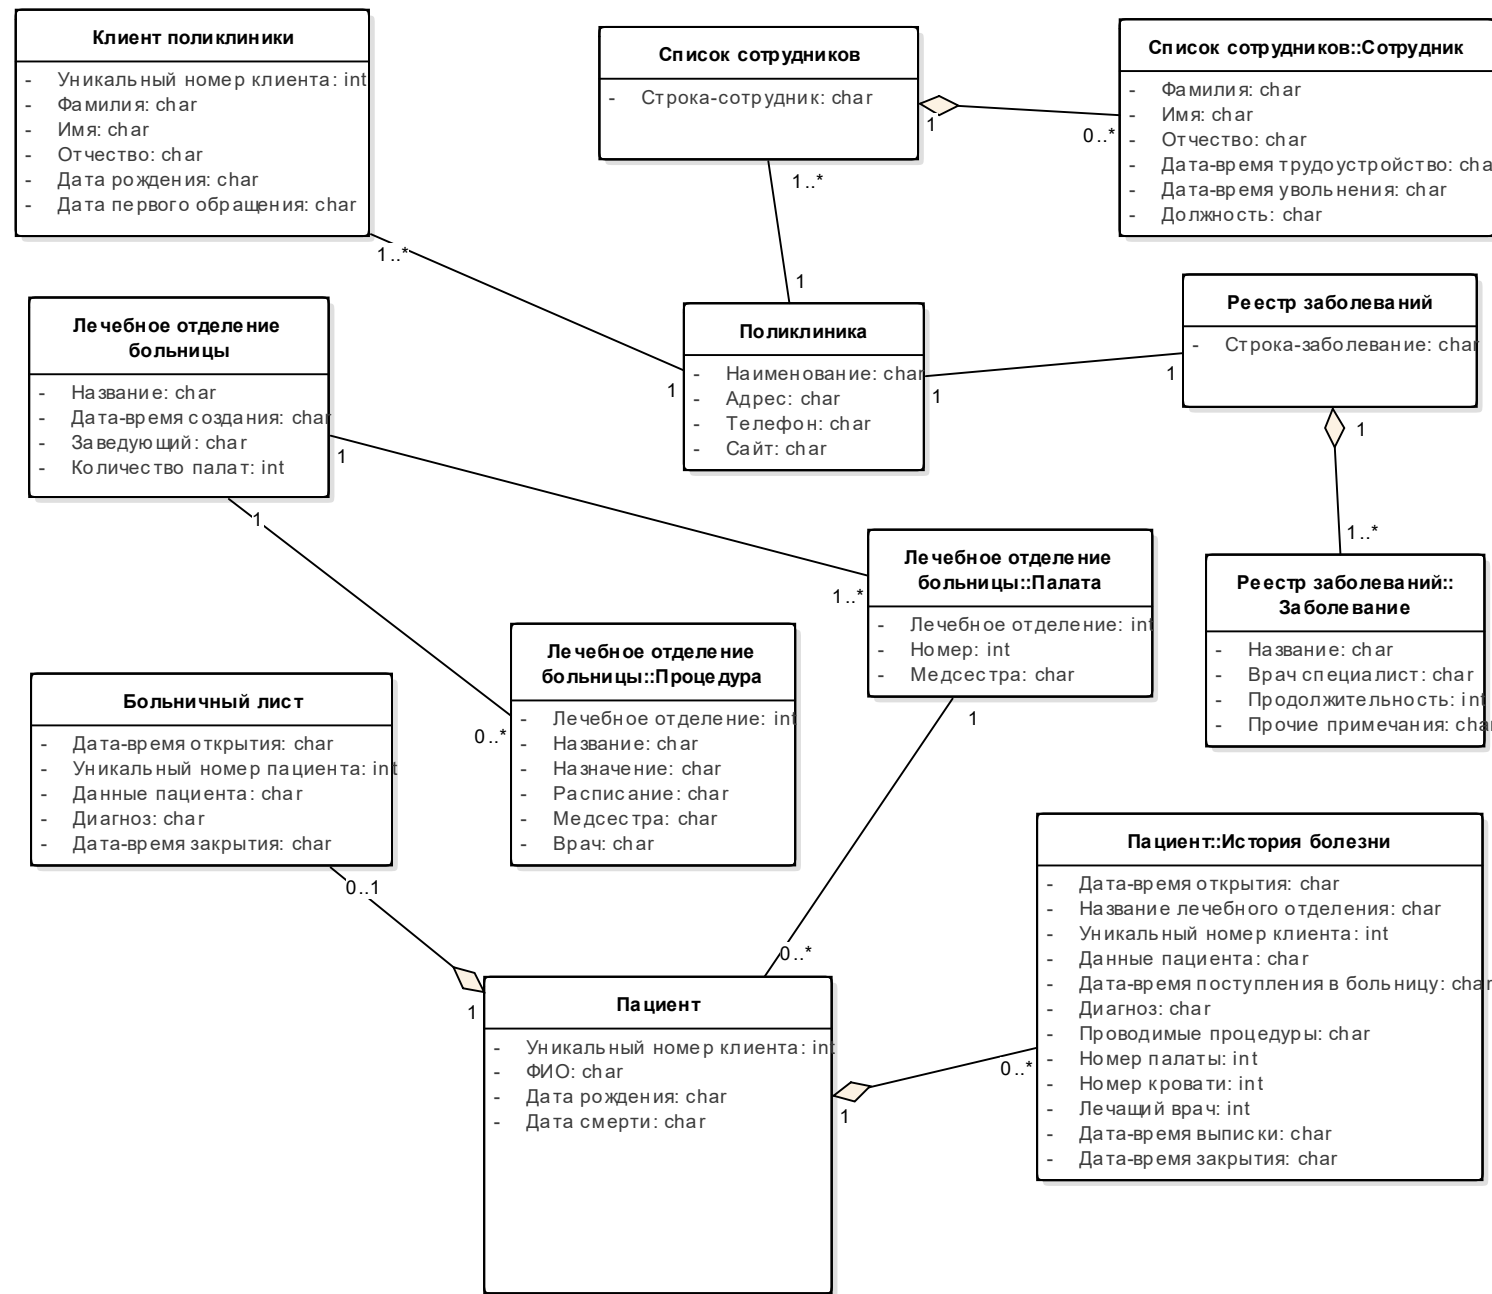 Клиент поликлиники
- Уникальный номер клиента: int
- Фамилия: char
- Имя: char
- Отчество: char
- Дата рождения: char
- Дата первого обращения: char
1..*
Список сотрудников
- Строка-сотрудник: char
1
0..*
1..*
1
Список сотрудников::Сотрудник
- Фамилия: char
- Имя: char
- Отчество: char
- Дата-время трудоустройство: cha
- Дата-время увольнения: char
- Должность: char
Лечебное отделение
больницы
- Название: char
- Дата-время создания: char
- Заведующий: char
- Количество палат: int
1
1
Поликлиника
- Наименование: char
- Адрес: char
- Телефон: char
- Сайт: char
1
1
1
Реестр заболеваний
- Строка-заболевание: char
1
1..*
Лечебное отделение
больницы::Палата
- Лечебное отделение: int
- Номер: int
- Медсестра: char
1..*
1
Реестр заболеваний::
Заболевание
- Название: char
- Врач специалист: char
- Продолжительность: int
- Прочие примечания: char
Лечебное отделение
больницы::Процедура
- Лечебное отделение: int
- Название: char
- Назначение: char
- Расписание: char
- Медсестра: char
- Врач: char
0..*
Больничный лист
- Дата-время открытия: char
- Уникальный номер пациента: int
- Данные пациента: char
- Диагноз: char
- Дата-время закрытия: char
0..1
1
0..*
Пациент
- Уникальный номер клиента: int
- ФИО: char
- Дата рождения: char
- Дата смерти: char
1
0..*
Пациент::История болезни
- Дата-время открытия: char
- Название лечебного отделения: char
- Уникальный номер клиента: int
- Данные пациента: char
- Дата-время поступления в больницу: char
- Диагноз: char
- Проводимые процедуры: char
- Номер палаты: int
- Номер кровати: int
- Лечащий врач: int
- Дата-время выписки: char
- Дата-время закрытия: char